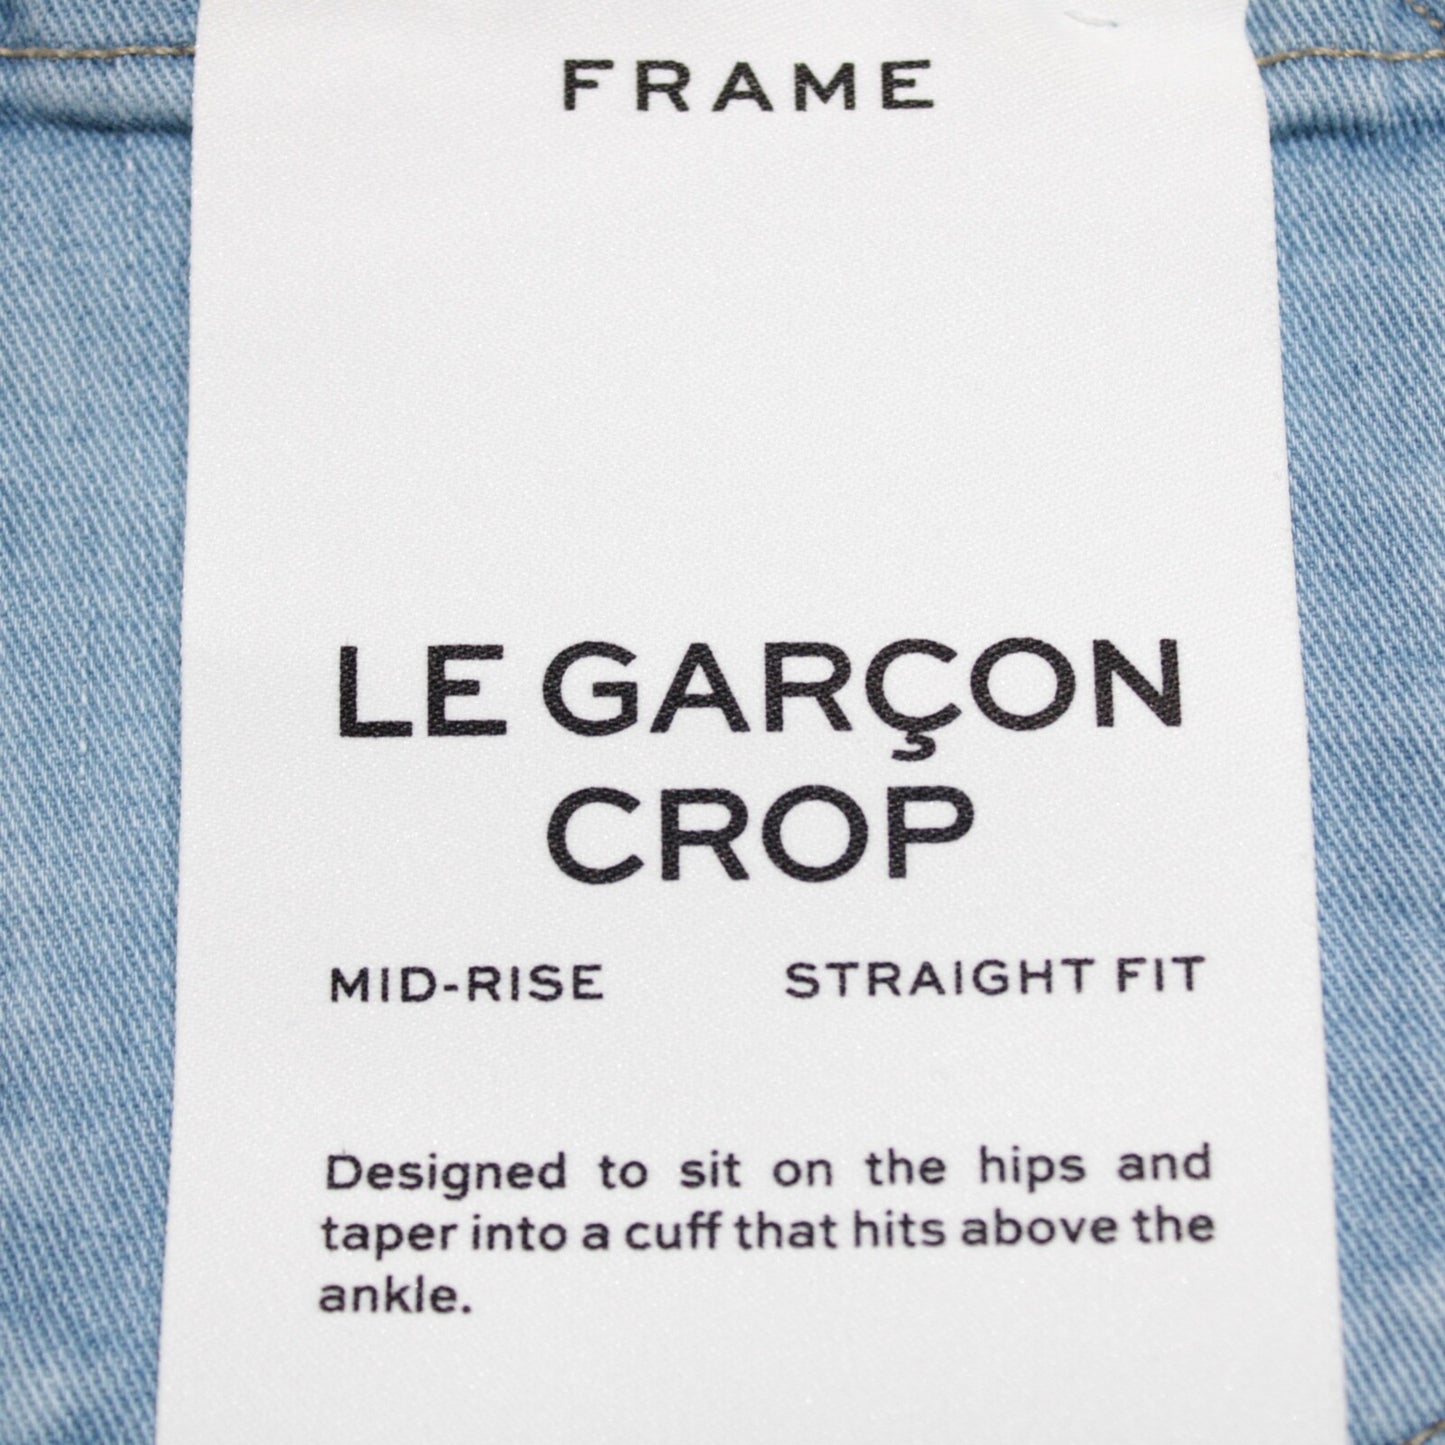 FRAME
LE GARÇON
CROP
MID-RISE STRAIGHT FIT
Designed to sit on the hips and
taper into a cuff that hits above the
ankle.